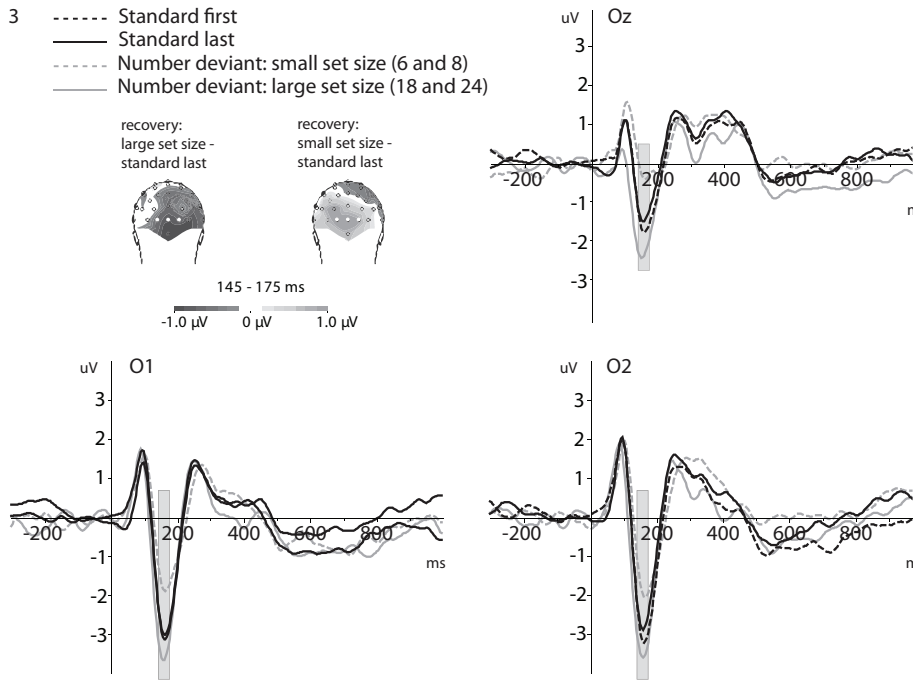 3
Standard first
Standard last
Number deviant: small set size (6 and 8)
Number deviant: large set size (18 and 24)
recovery:
large set size -
standard last
recovery:
small set size -
standard last
145 - 175 ms
-1.0 µV 0 µV 1.0 µV
uV Oz
3
2
1
-200 200 400 600 800
-1
-2
-3
m
uV O1
3
2
1
-200 200 400 600 800
-1
-2
-3
ms
uV O2
3
2
1
-200 200 400 600 800
-1
-2
-3
m